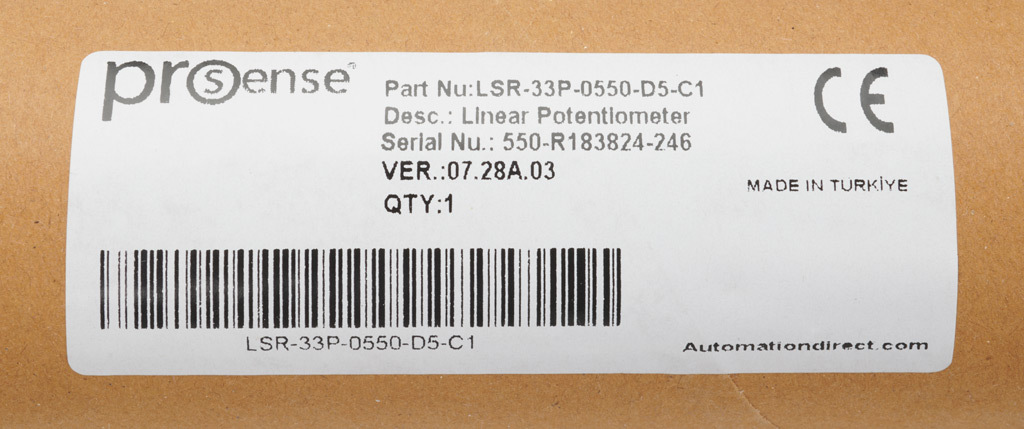 prosense®
Part Nu:LSR-33P-0550-D5-C1
Desc.: Linear Potentiometer
Serial Nu.: 550-R183824-246
VER.:07.28A.03
QTY:1
CE
MADE IN TÜRKİYE
LSR-33P-0550-D5-C1
Automationdirect.com